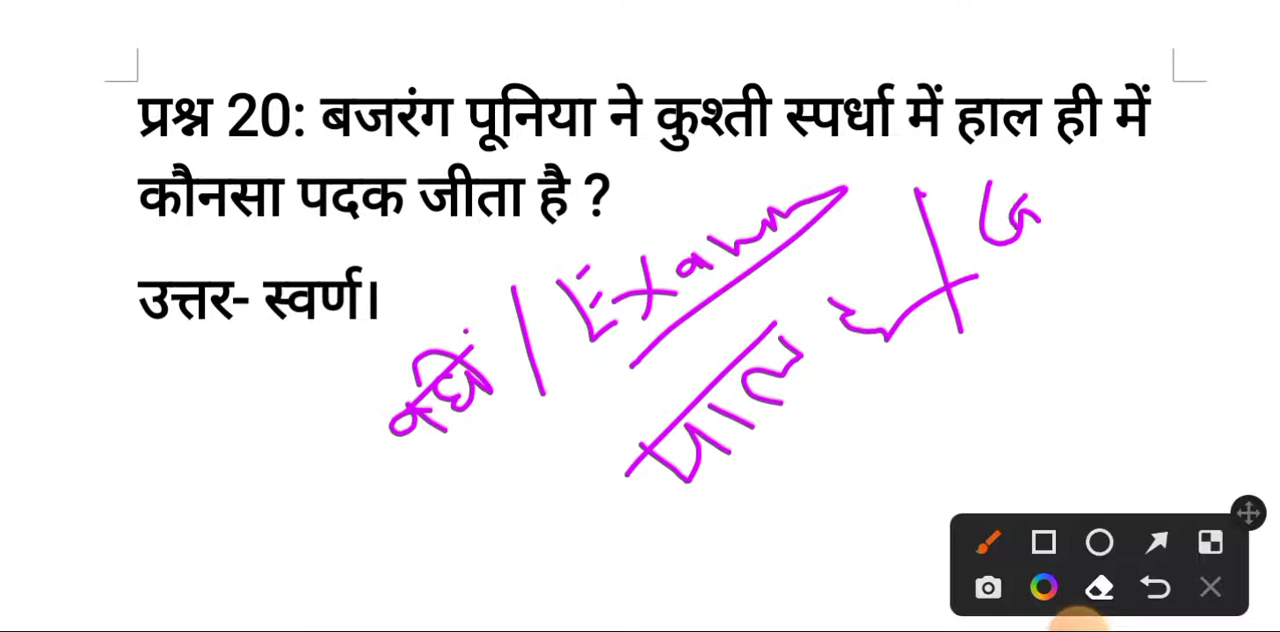 प्रश्न 20: बजरंग पूनिया ने कुश्ती स्पर्धा में हाल ही में
कौनसा पदक जीता है ?
उत्तर- स्वर्ण।
/ Exam